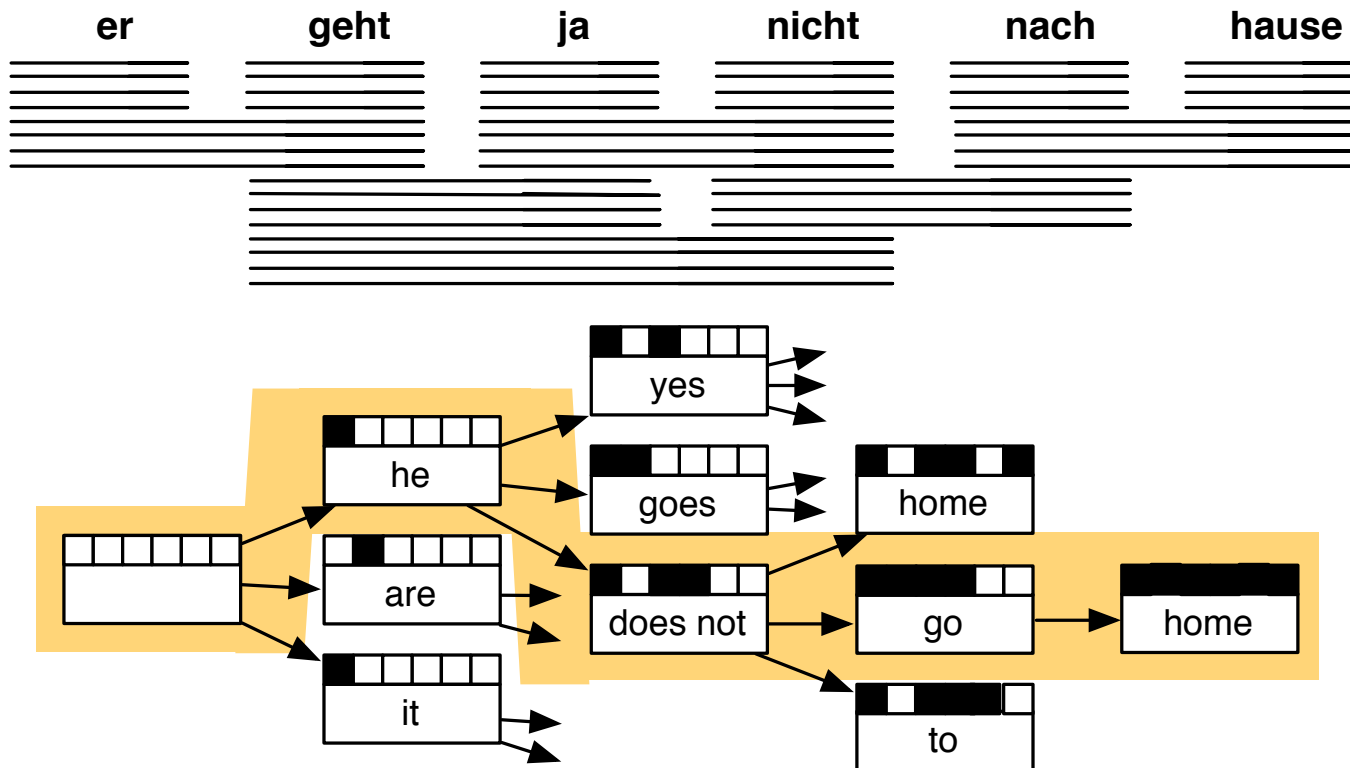 er geht ja nicht nach hause
yes
he
goes
home
are
does not
go
home
it
to